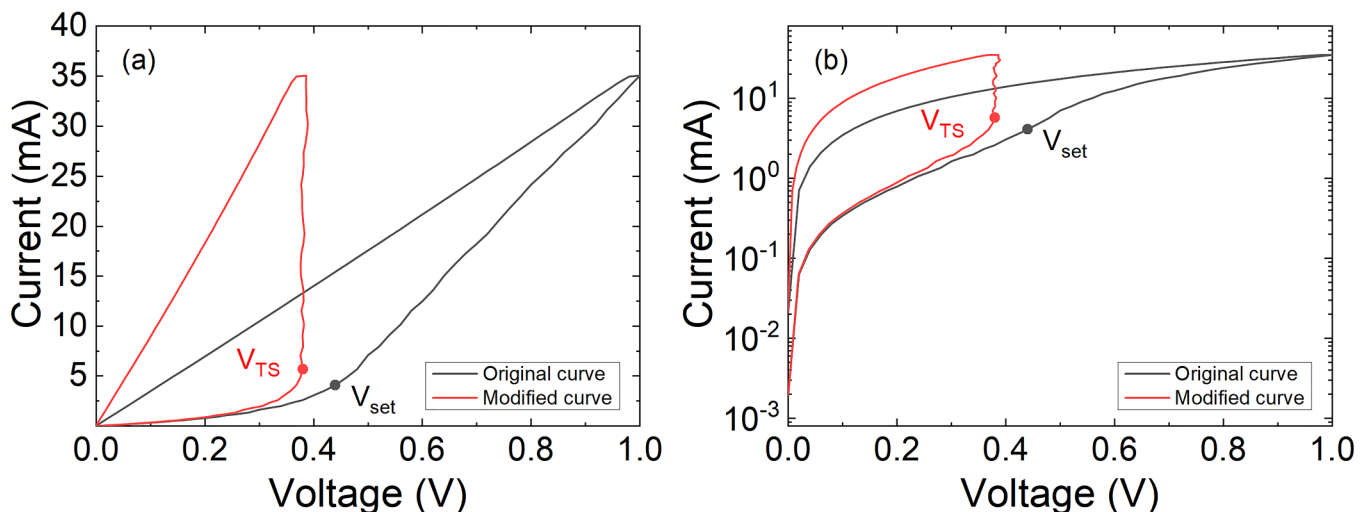 (a)
40
35
30
25
20
15
10
5
Current (mA)
V_TS
V_set
Original curve
Modified curve
0.0 0.2 0.4 0.6 0.8 1.0
Voltage (V)
(b)
10^1
10^0
10^-1
10^-2
10^-3
Current (mA)
V_TS
V_set
Original curve
Modified curve
0.0 0.2 0.4 0.6 0.8 1.0
Voltage (V)